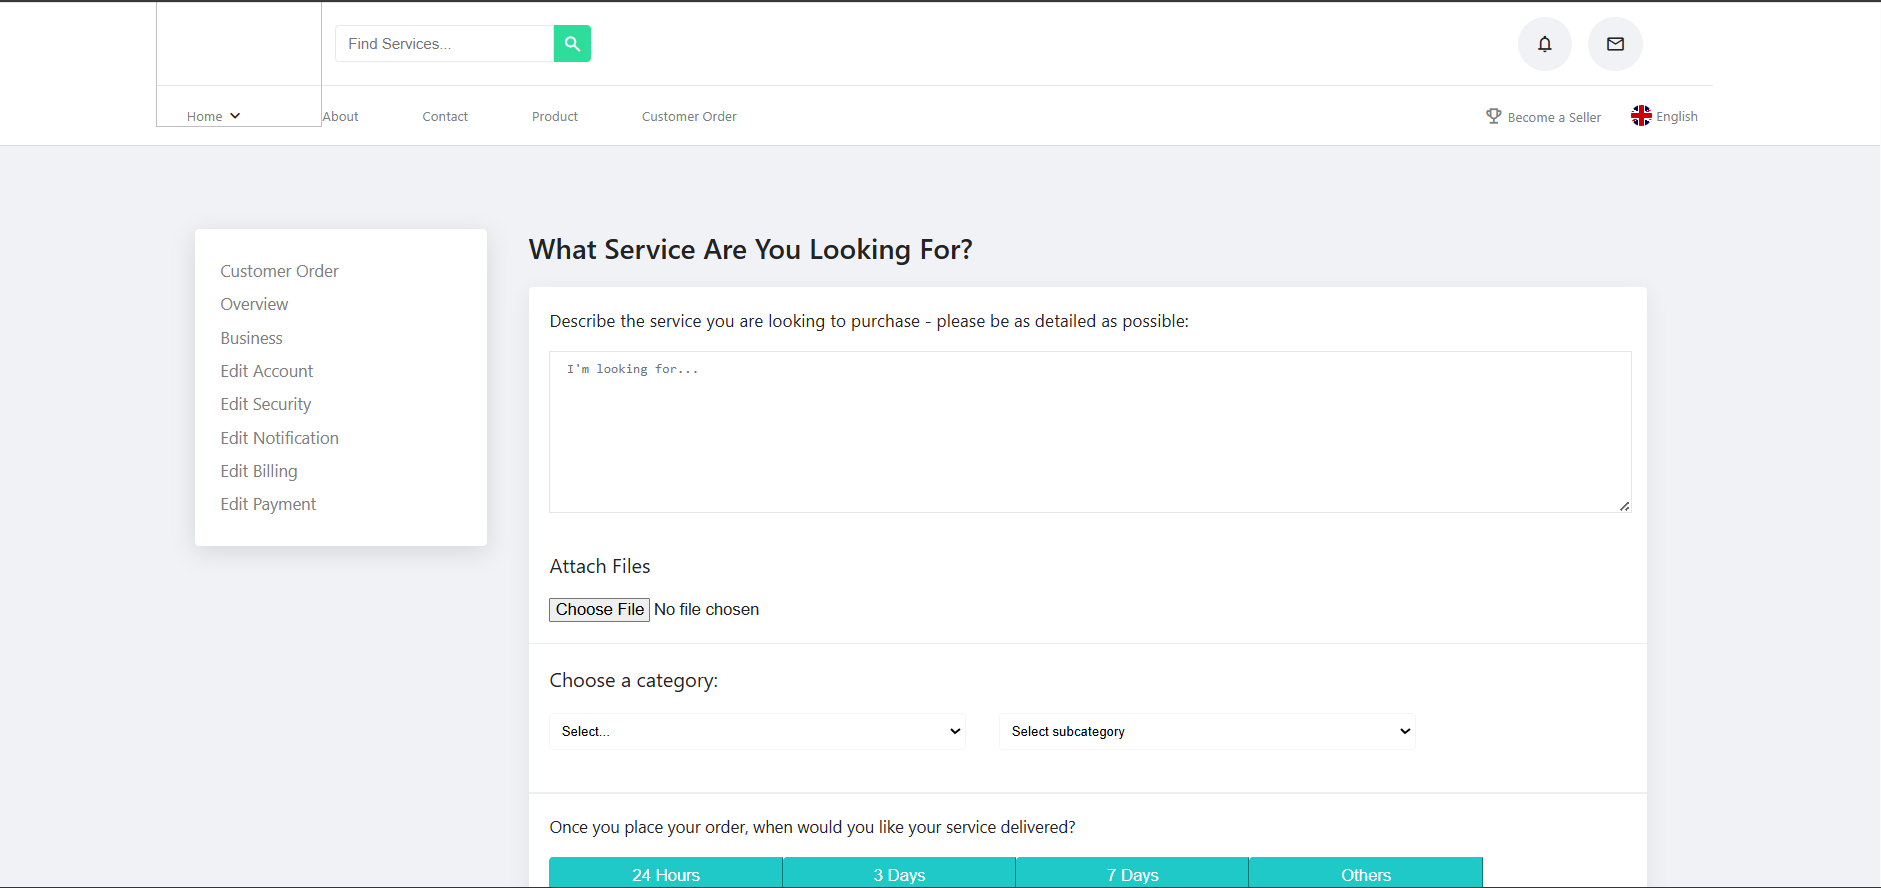 Find Services...
Home
About
Contact
Product
Customer Order
Become a Seller
English
Customer Order
Overview
Business
Edit Account
Edit Security
Edit Notification
Edit Billing
Edit Payment
What Service Are You Looking For?
Describe the service you are looking to purchase - please be as detailed as possible:
I'm looking for...
Attach Files
Choose File No file chosen
Choose a category:
Select...
Select subcategory
Once you place your order, when would you like your service delivered?
24 Hours
3 Days
7 Days
Others